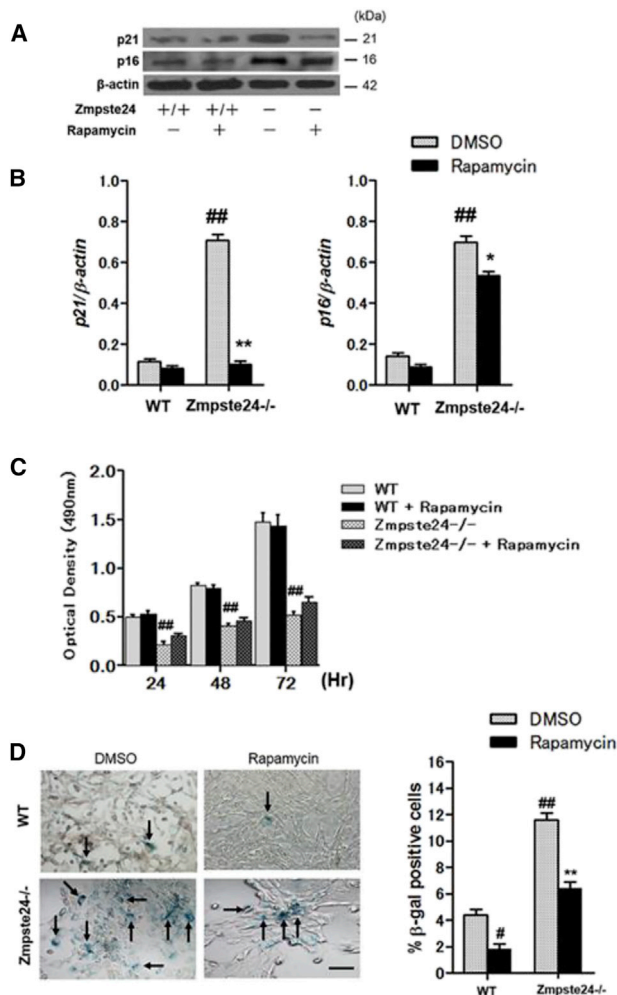 A
(kDa)
p21 — 21
p16 — 16
β-actin — 42
Zmpste24 +/+ +/+ − −
Rapamycin − + − +
DMSO
Rapamycin
B
p21/β-actin
1.0
0.8
0.6
0.4
0.2
0.0
##
**
WT Zmpste24-/-
p16/β-actin
1.0
0.8
0.6
0.4
0.2
0.0
##
*
WT Zmpste24-/-
C
Optical Density (490nm)
2.0
1.5
1.0
0.5
0.0
## ## ##
24 48 72 (Hr)
WT
WT + Rapamycin
Zmpste24-/-
Zmpste24-/- + Rapamycin
D
DMSO Rapamycin
WT
Zmpste24-/-
DMSO
Rapamycin
% β-gal positive cells
16
14
12
10
8
6
4
2
0
#
##
**
WT Zmpste24-/-